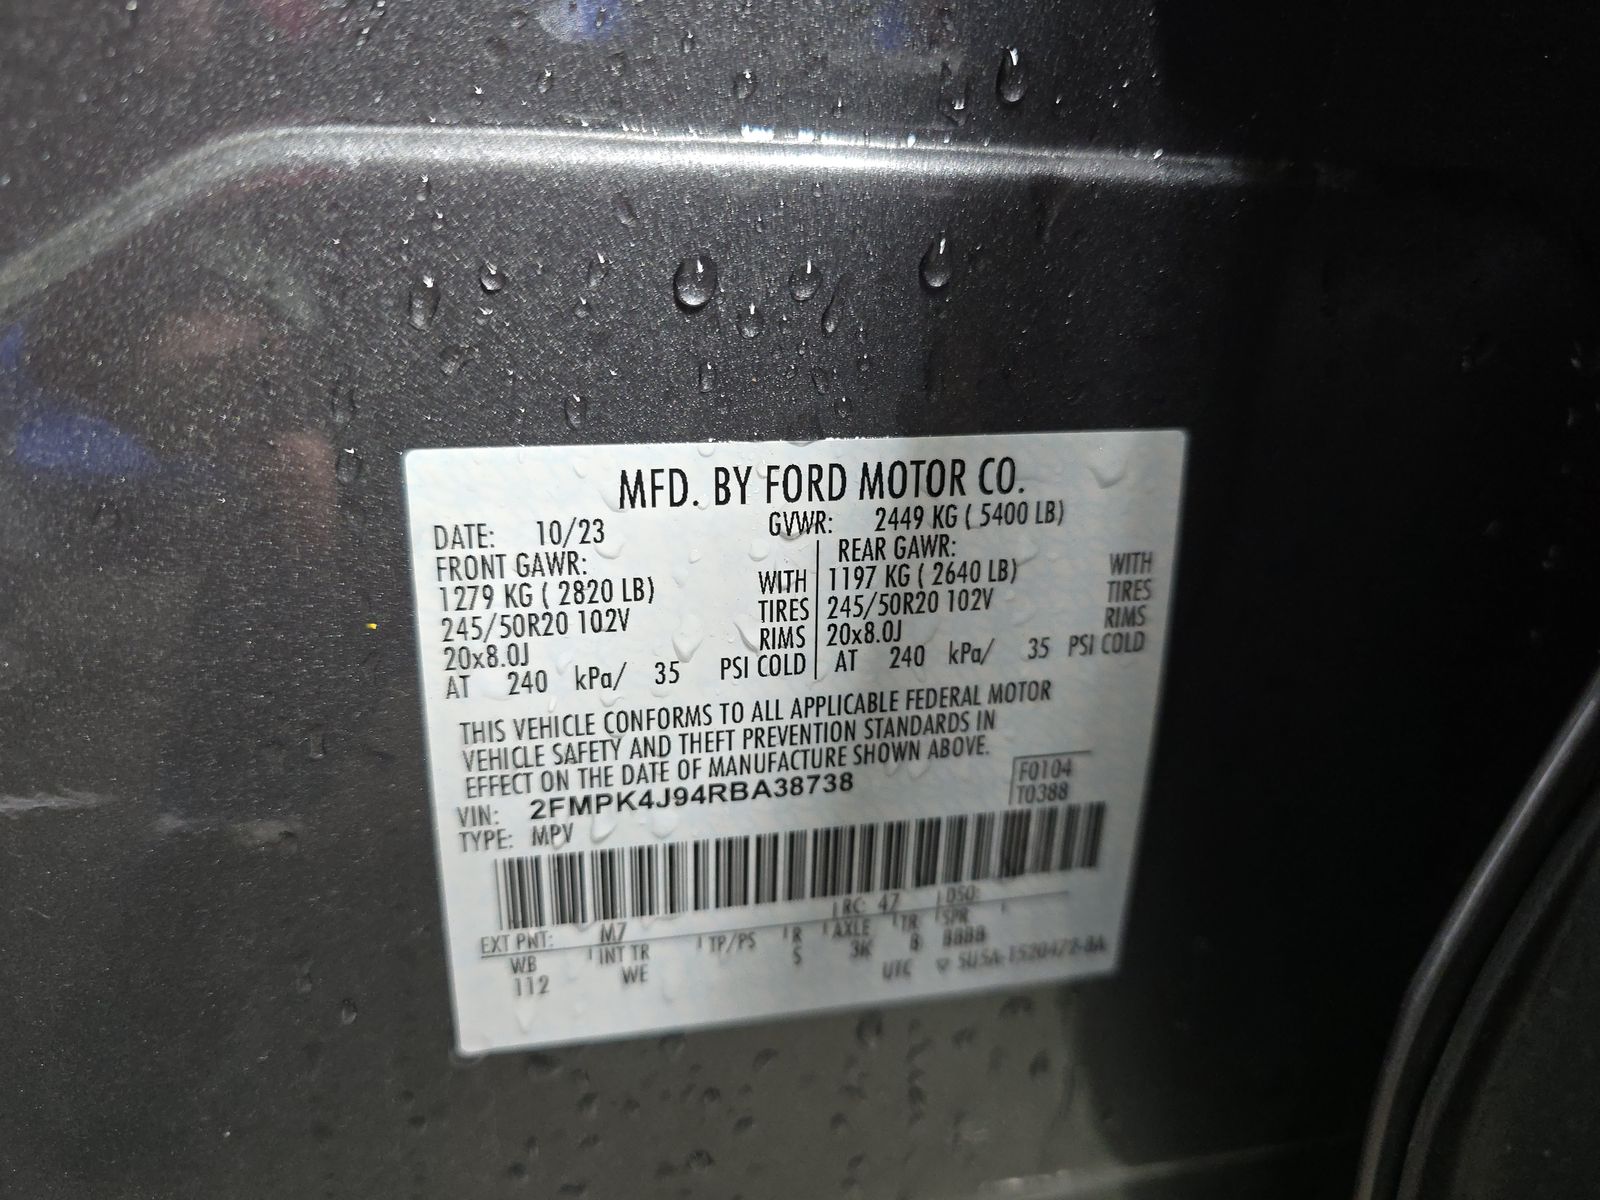 MFD. BY FORD MOTOR CO.
DATE: 10/23 GVWR: 2449 KG ( 5400 LB)
FRONT GAWR: REAR GAWR:
1279 KG ( 2820 LB) WITH 1197 KG ( 2640 LB) WITH
245/50R20 102V TIRES 245/50R20 102V TIRES
20x8.0J RIMS 20x8.0J RIMS
AT 240 kPa/ 35 PSI COLD AT 240 kPa/ 35 PSI COLD
THIS VEHICLE CONFORMS TO ALL APPLICABLE FEDERAL MOTOR
VEHICLE SAFETY AND THEFT PREVENTION STANDARDS IN
EFFECT ON THE DATE OF MANUFACTURE SHOWN ABOVE.
VIN: 2FMPK4J94RBA38738 F0104
TYPE: MPV T0388
EXT PNT: M7 RC: 47 DSO:
WB INT TR TP/PS R AXLE TR SPR
112 WE S 3K 8 8888
UTC